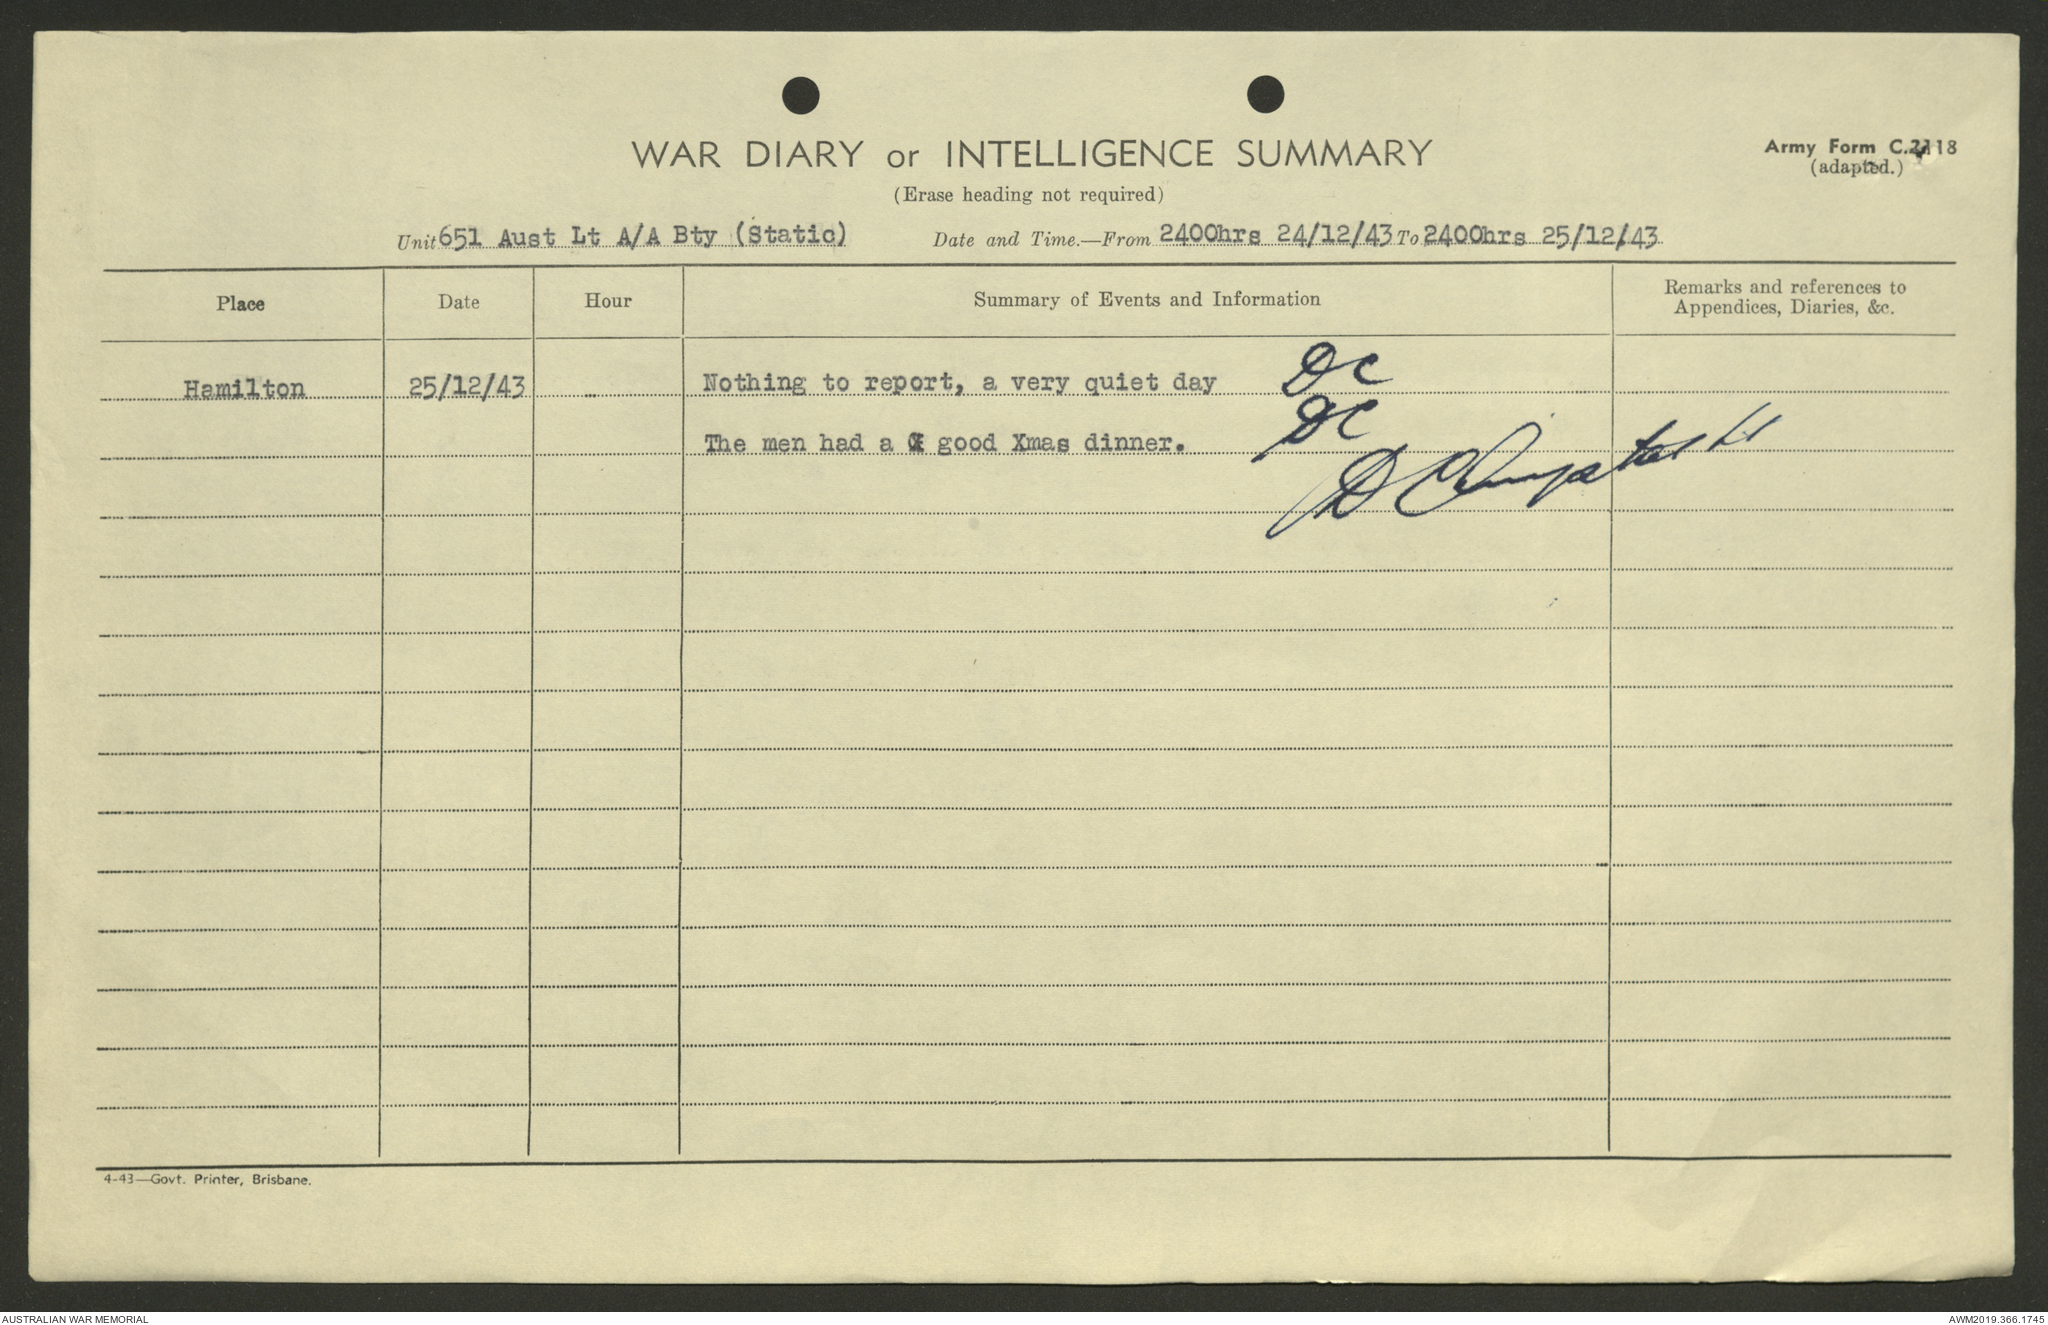 WAR DIARY or INTELLIGENCE SUMMARY
Army Form C.2118
(adapted.)
(Erase heading not required)
Unit 651 Aust Lt A/A Bty (Static) Date and Time.—From 2400hrs 24/12/43 To 2400hrs 25/12/43
Place Date Hour Summary of Events and Information Remarks and references to
Appendices, Diaries, &c.
Hamilton 25/12/43 Nothing to report, a very quiet day DC
The men had a good Xmas dinner. DC
4-43—Govt. Printer, Brisbane.
AUSTRALIAN WAR MEMORIAL AWM2019.366.1745